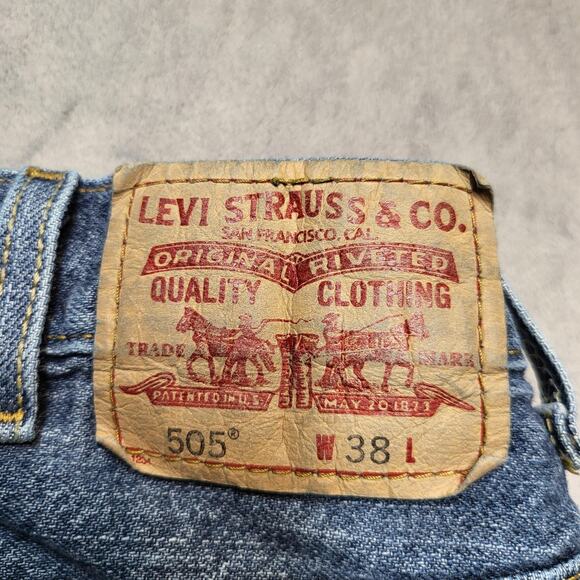 LEVI STRAUSS & CO.
SAN FRANCISCO, CAL.
ORIGINAL RIVETED
QUALITY CLOTHING
TRADE MARK
PATENTED IN U.S. MAY 20 1873
505® W 38 L